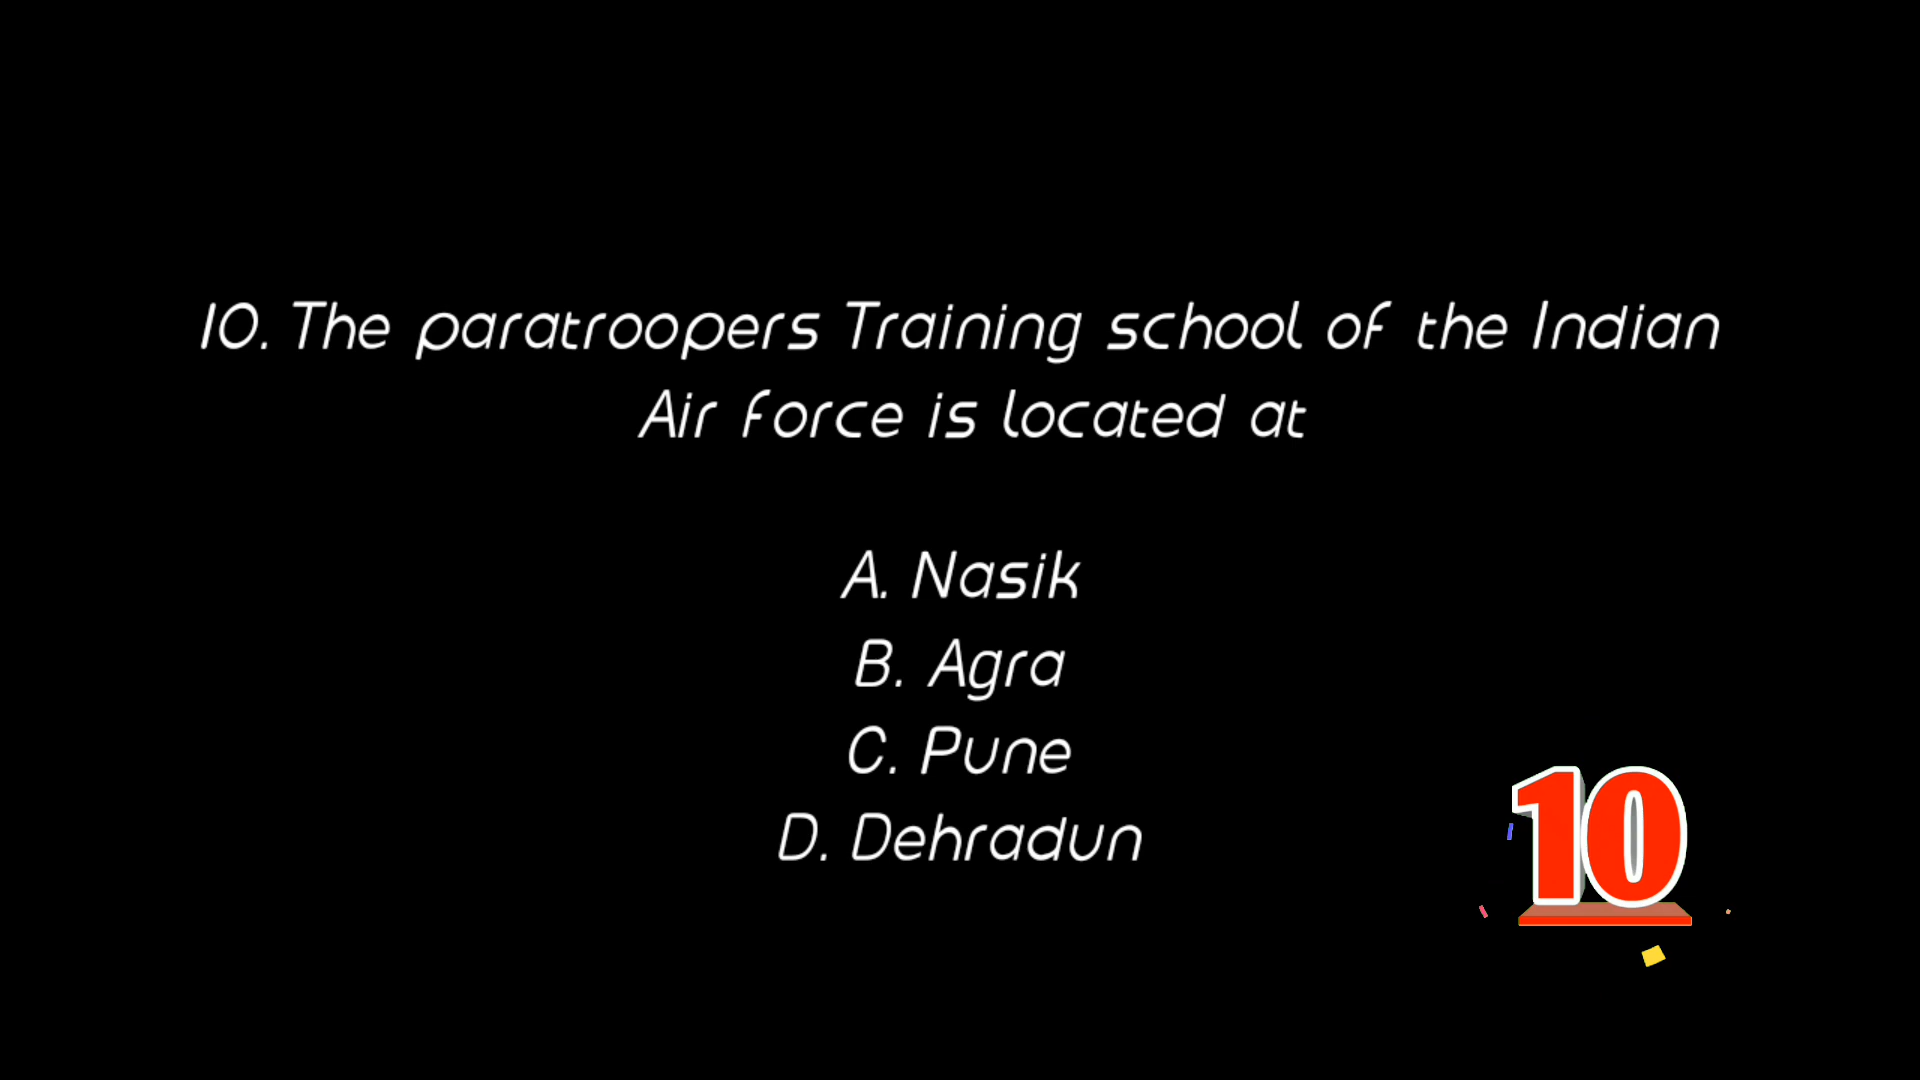 10. The paratroopers Training school of the Indian
Air force is located at
A. Nasik
B. Agra
C. Pune
D. Dehradun
10